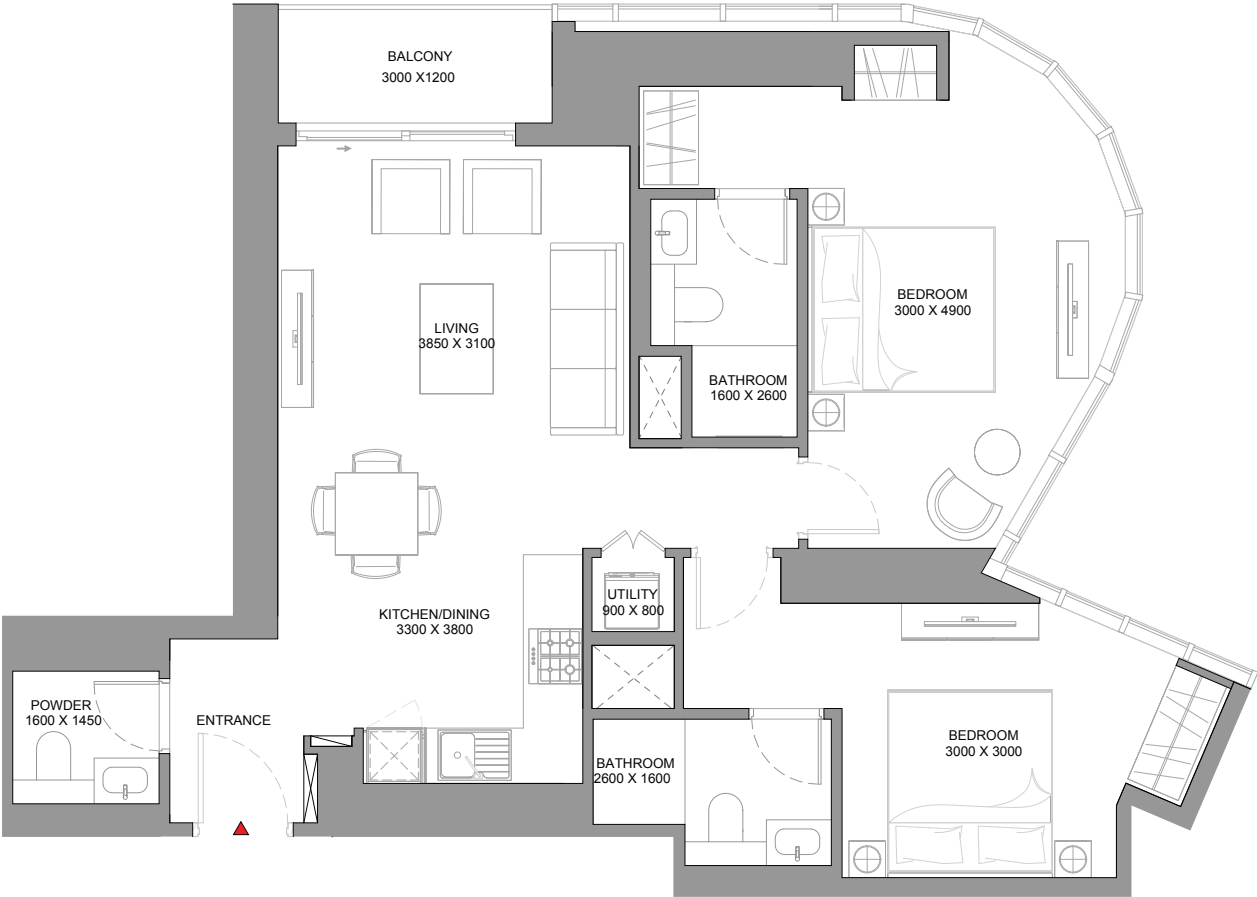 BALCONY
3000 X1200
BEDROOM
3000 X 4900
LIVING
3850 X 3100
BATHROOM
1600 X 2600
UTILITY
900 X 800
KITCHEN/DINING
3300 X 3800
POWDER
1600 X 1450
ENTRANCE
BEDROOM
3000 X 3000
BATHROOM
2600 X 1600